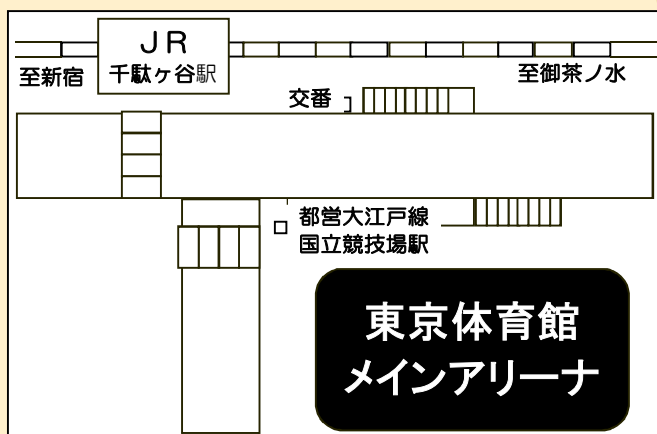 JR
千駄ヶ谷駅
至新宿
至御茶ノ水
交番
都営大江戸線
国立競技場駅
東京体育館
メインアリーナ